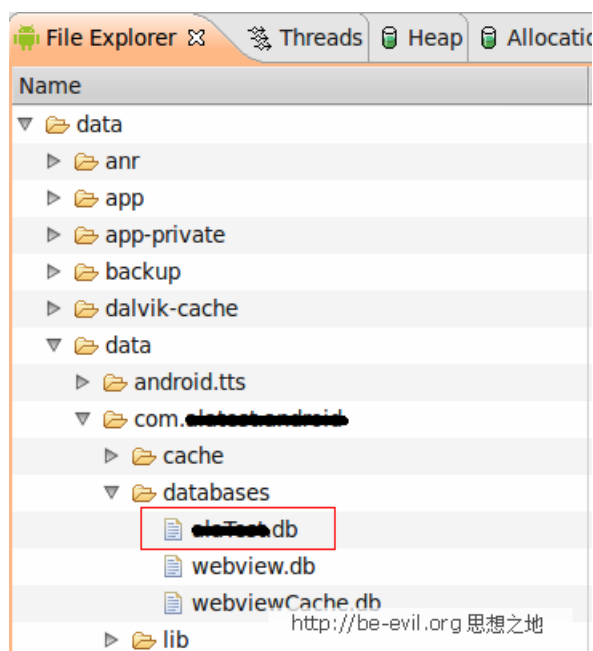 File Explorer
Threads
Heap
Allocatic
Name
data
anr
app
app-private
backup
dalvik-cache
data
android.tts
com.
cache
databases
.db
webview.db
webviewCache.db
http://be-evil.org 思想之地
lib